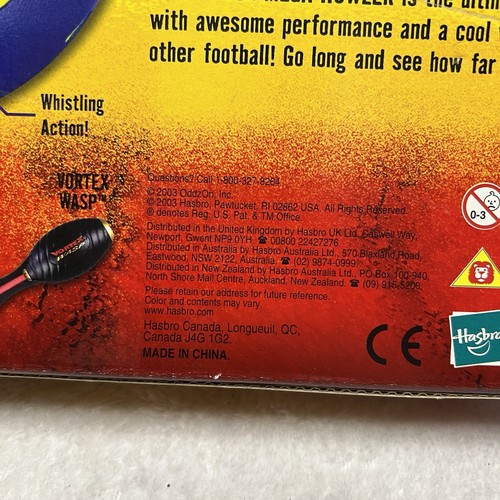 is the
with awesome performance and a cool
other football! Go long and see how far
Whistling
Action!
VORTEX
WASP™
Questions? Call 1-800-327-8264
© 2003 OddzOn, Inc.
© 2003 Hasbro, Pawtucket, RI 02862 USA. All Rights Reserved.
® denotes Reg. U.S. Pat. & TM Office.
Distributed in the United Kingdom by Hasbro UK Ltd. Caswell Way,
Newport, Gwent NP9 0YH ☎ 00800 22427276.
Distributed in Australia by Hasbro Australia Ltd., 570 Blaxland Road,
Eastwood, NSW 2122, Australia. ☎ (02) 9874-0999
Distributed in New Zealand by Hasbro Australia Ltd. PO Box 100-940,
North Shore Mail Centre, Auckland, New Zealand. ☎ (09) 915-5206.
Please retain our address for future reference.
Color and contents may vary.
www.hasbro.com
Hasbro Canada, Longueuil, QC,
Canada J4G 1G2.
MADE IN CHINA.
CE
0-3
Hasbro